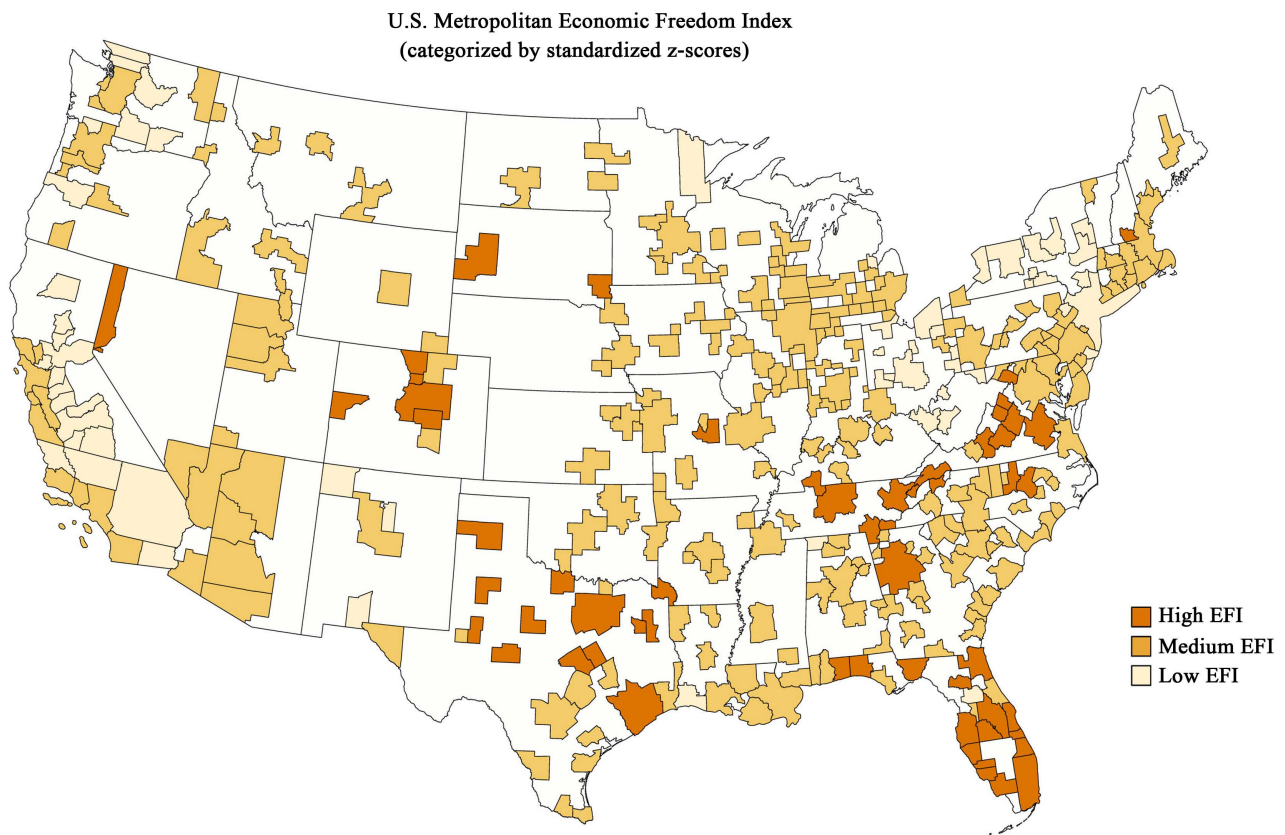 U.S. Metropolitan Economic Freedom Index
(categorized by standardized z-scores)
High EFI
Medium EFI
Low EFI